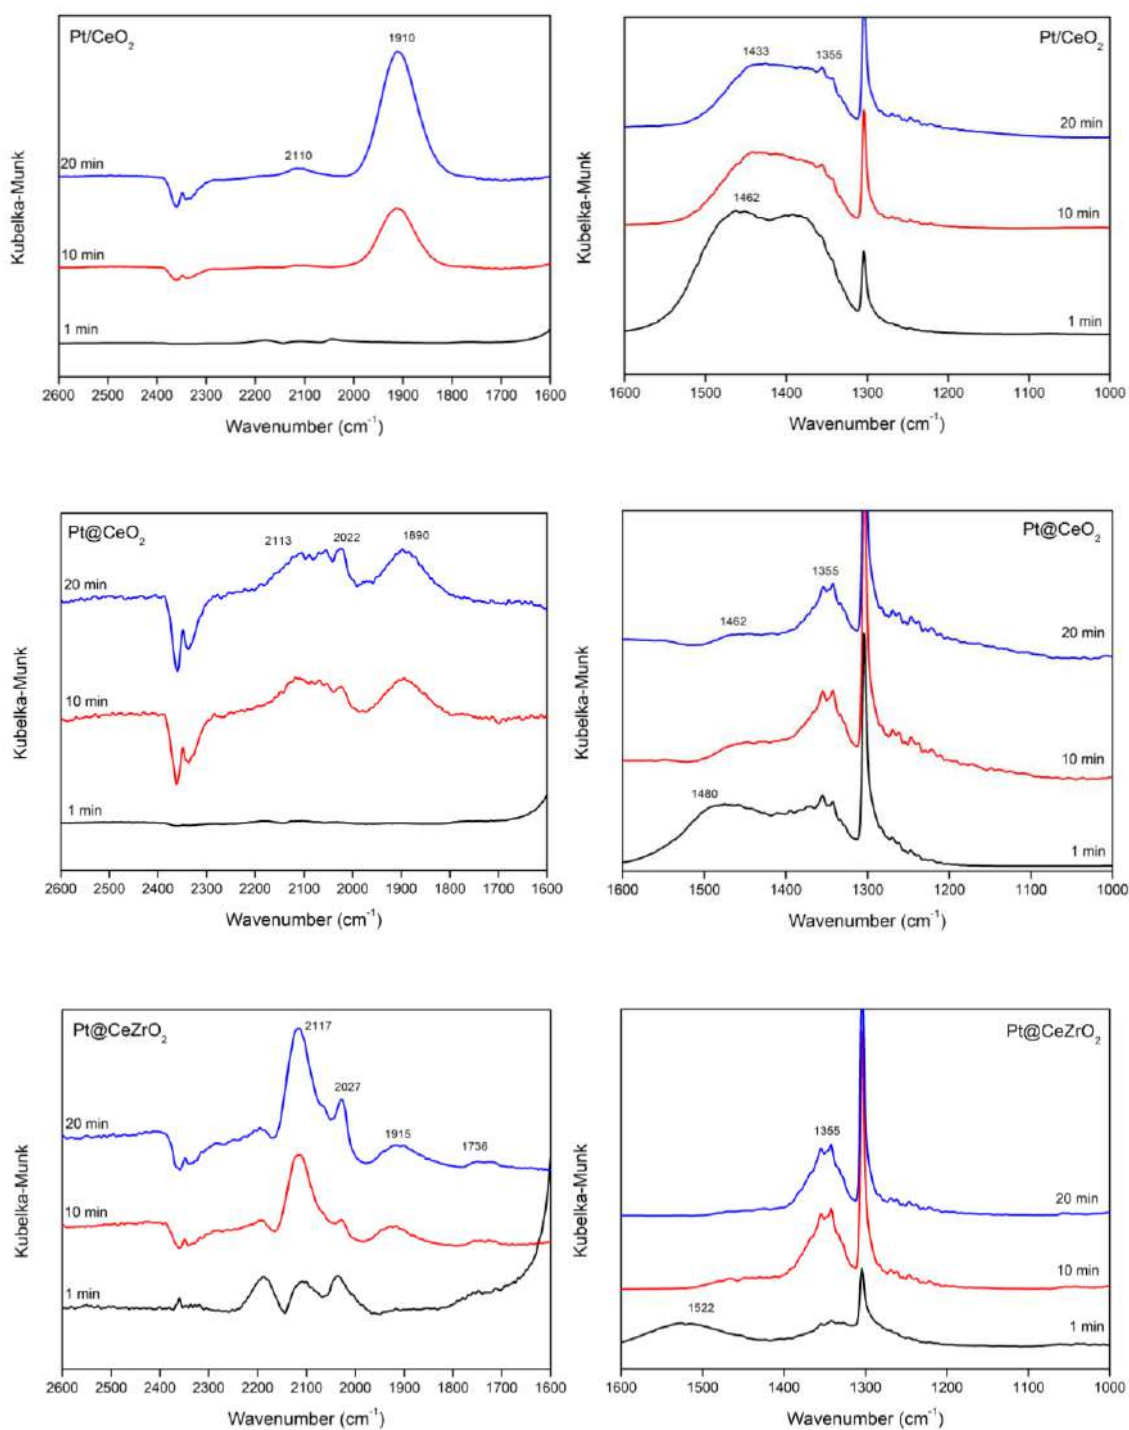 Pt/CeO₂
1910
2110
20 min
10 min
1 min
Kubelka-Munk
2600 2500 2400 2300 2200 2100 2000 1900 1800 1700 1600
Wavenumber (cm⁻¹)
Pt/CeO₂
1433
1355
20 min
10 min
1462
1 min
Kubelka-Munk
1600 1500 1400 1300 1200 1100 1000
Wavenumber (cm⁻¹)
Pt@CeO₂
2113
2022
1890
20 min
10 min
1 min
Kubelka-Munk
2600 2500 2400 2300 2200 2100 2000 1900 1800 1700 1600
Wavenumber (cm⁻¹)
Pt@CeO₂
1355
1462
20 min
10 min
1480
1 min
Kubelka-Munk
1600 1500 1400 1300 1200 1100 1000
Wavenumber (cm⁻¹)
Pt@CeZrO₂
2117
2027
1915
1736
20 min
10 min
1 min
Kubelka-Munk
2600 2500 2400 2300 2200 2100 2000 1900 1800 1700 1600
Wavenumber (cm⁻¹)
Pt@CeZrO₂
1355
20 min
10 min
1522
1 min
Kubelka-Munk
1600 1500 1400 1300 1200 1100 1000
Wavenumber (cm⁻¹)